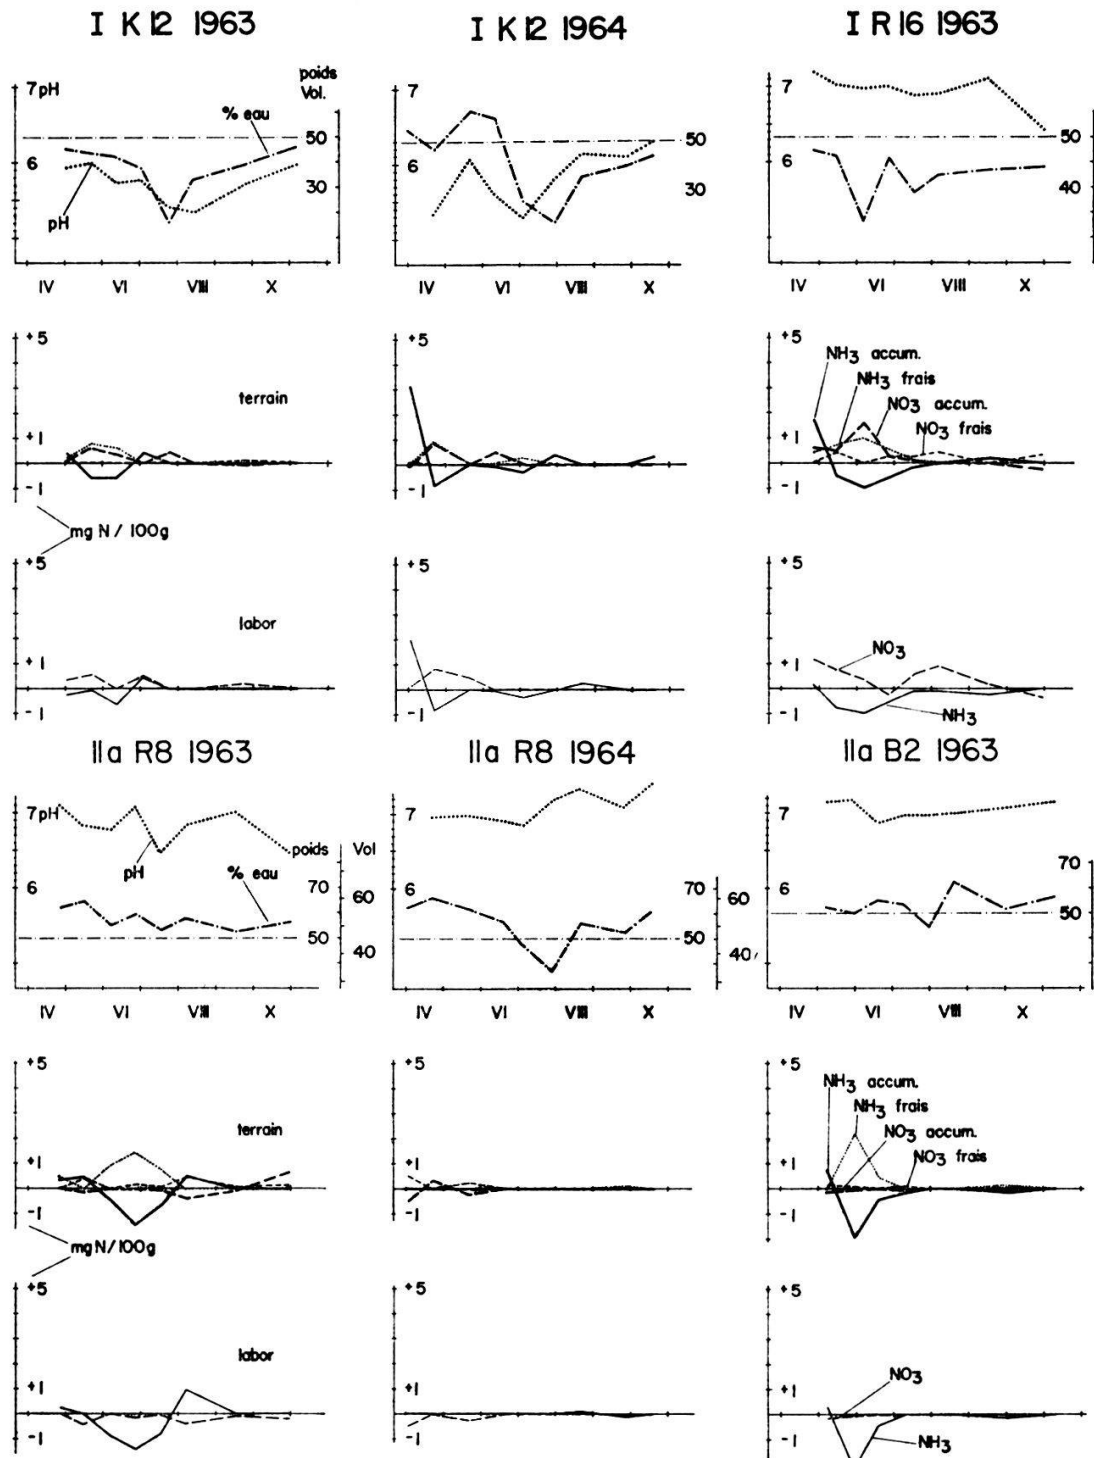 I K12 1963
7 pH
poids
Vol.
% eau
50
6
30
pH
IV VI VIII X
I K12 1964
7
50
6
30
IV VI VIII X
I R16 1963
7
50
6
40
IV VI VIII X
+5
terrain
+1
-1
mg N / 100g
+5
+1
-1
+5
NH3 accum.
NH3 frais
NO3 accum.
NO3 frais
+1
-1
+5
labor
+1
-1
+5
+1
-1
+5
NO3
+1
-1
NH3
IIa R8 1963
7 pH
poids Vol
pH
% eau
6
70
60
50
40
IV VI VIII X
IIa R8 1964
7
6
70
60
50
40
IV VI VIII X
IIa B2 1963
7
70
6
50
IV VI VIII X
+5
terrain
+1
-1
mg N/100g
+5
+1
-1
+5
NH3 accum.
NH3 frais
NO3 accum.
NO3 frais
+1
-1
+5
labor
+1
-1
+5
+1
-1
+5
NO3
+1
-1
NH3